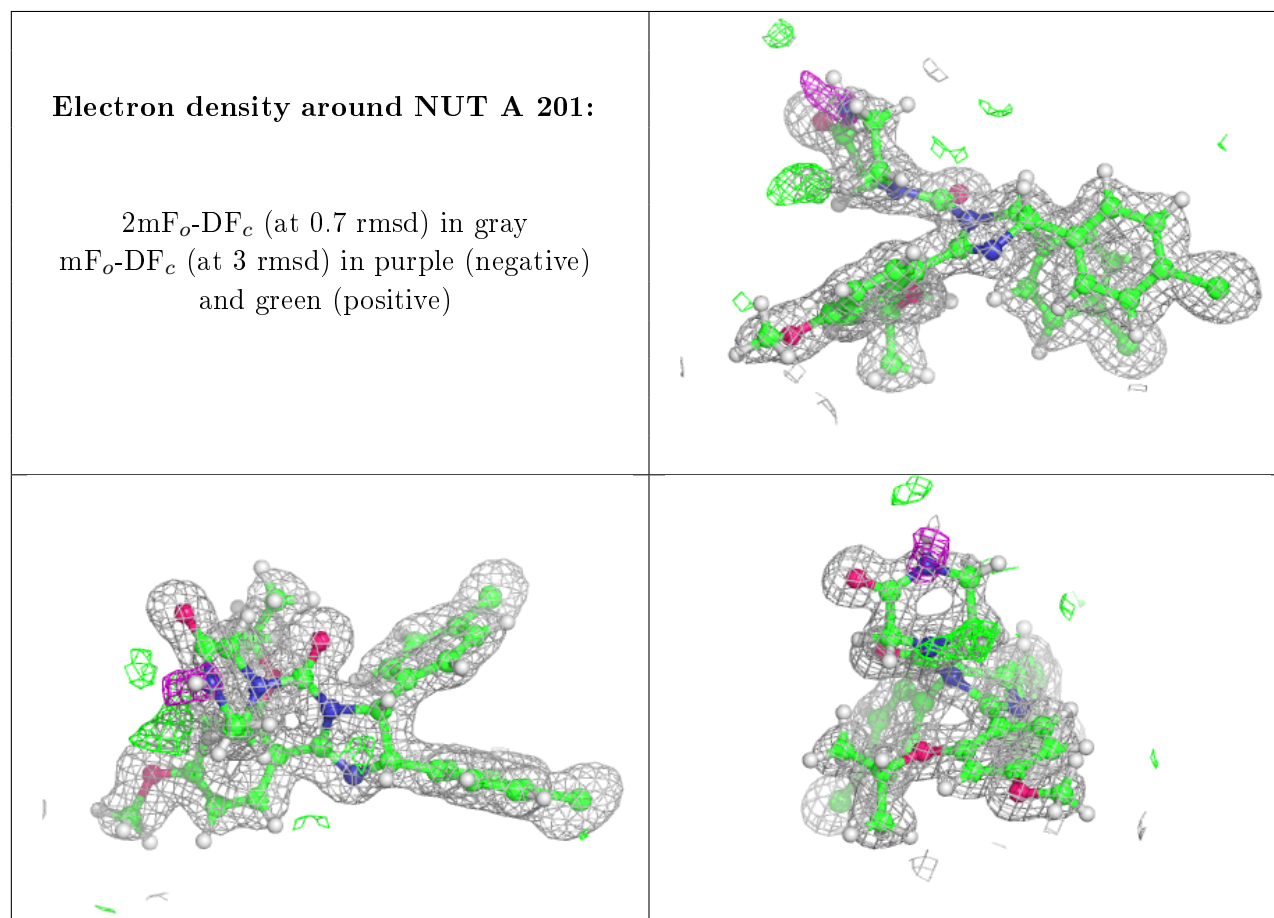 Electron density around NUT A 201:
2mFo-DFc (at 0.7 rmsd) in gray
mFo-DFc (at 3 rmsd) in purple (negative)
and green (positive)